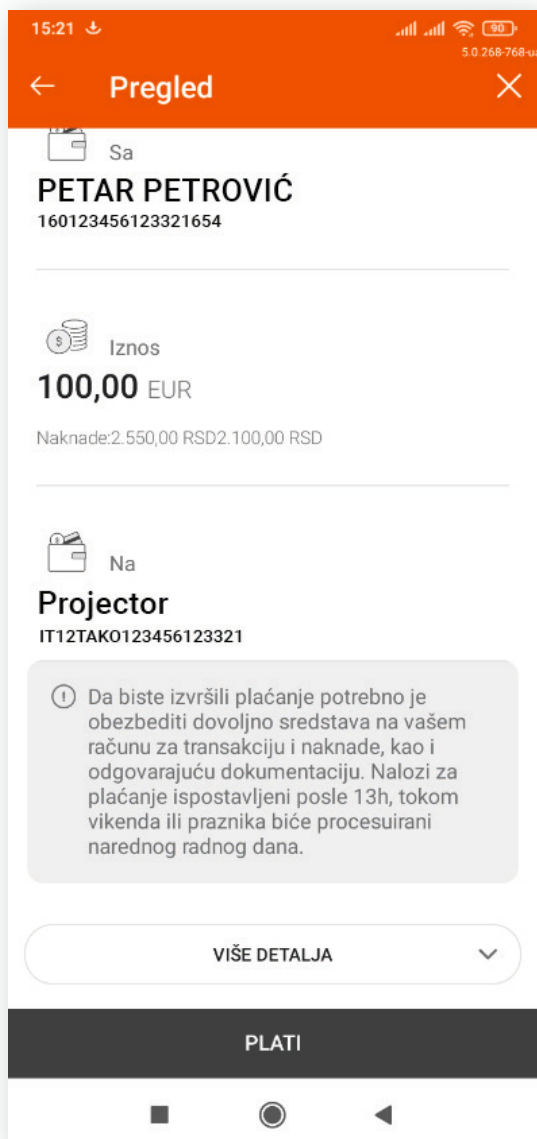 15:21
90
5.0.268-768-ua
Pregled
Sa
PETAR PETROVIĆ
160123456123321654
Iznos
100,00 EUR
Naknade:2.550,00 RSD2.100,00 RSD
Na
Projector
IT12TAKO123456123321
Da biste izvršili plaćanje potrebno je
obezbediti dovoljno sredstava na vašem
računu za transakciju i naknade, kao i
odgovarajuću dokumentaciju. Nalozi za
plaćanje ispostavljeni posle 13h, tokom
vikenda ili praznika biće procesuirani
narednog radnog dana.
VIŠE DETALJA
PLATI